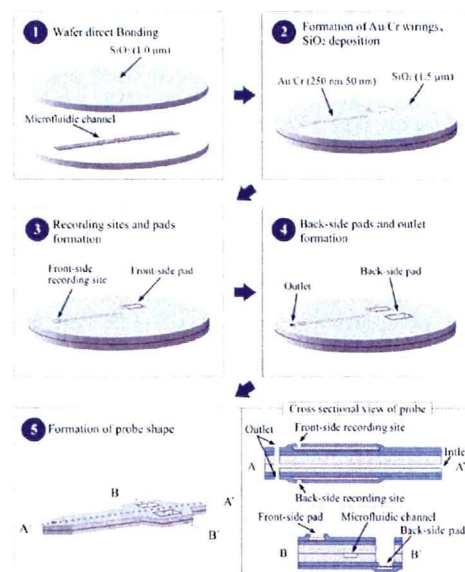 1 Wafer direct Bonding
SiO₂ (1.0 μm)
Microfluidic channel
2 Formation of Au/Cr wirings,
SiO₂ deposition
Au/Cr (250 nm/50 nm)
SiO₂ (1.5 μm)
3 Recording sites and pads
formation
Front-side
recording site
Front-side pad
4 Back-side pads and outlet
formation
Outlet
Back-side pad
5 Formation of probe shape
B
A'
A
B'
Cross sectional view of probe
Outlet
Front-side recording site
Inlet
A
A'
Back-side recording site
Front-side pad
Microfluidic channel
Back-side pad
B
B'